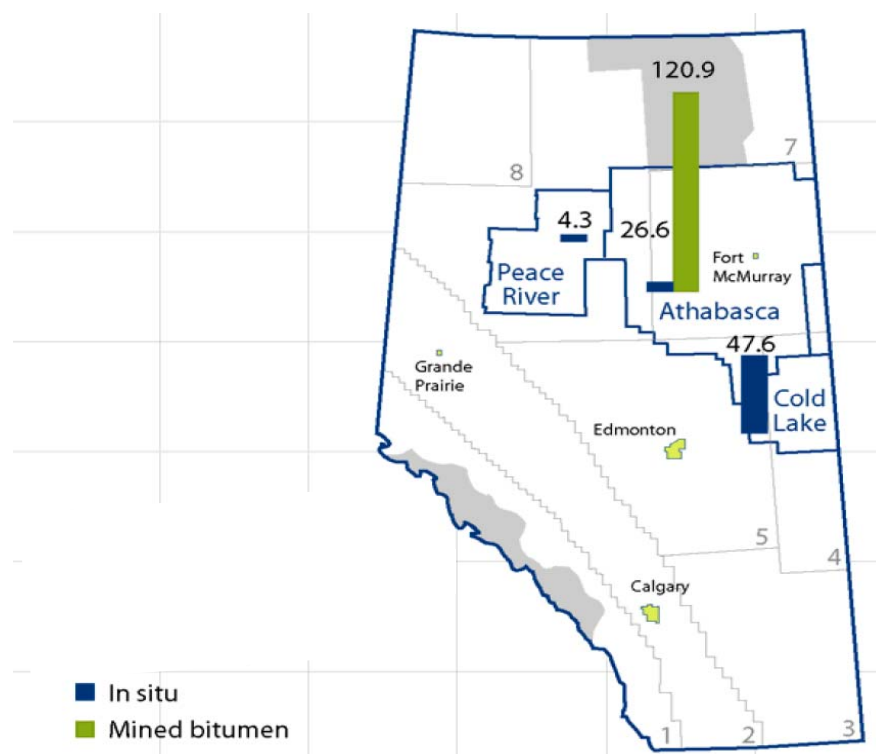 120.9
7
8
4.3
26.6
Fort
McMurray
Peace
River
Athabasca
47.6
Grande
Prairie
Cold
Lake
Edmonton
5
4
Calgary
In situ
Mined bitumen
1
2
3